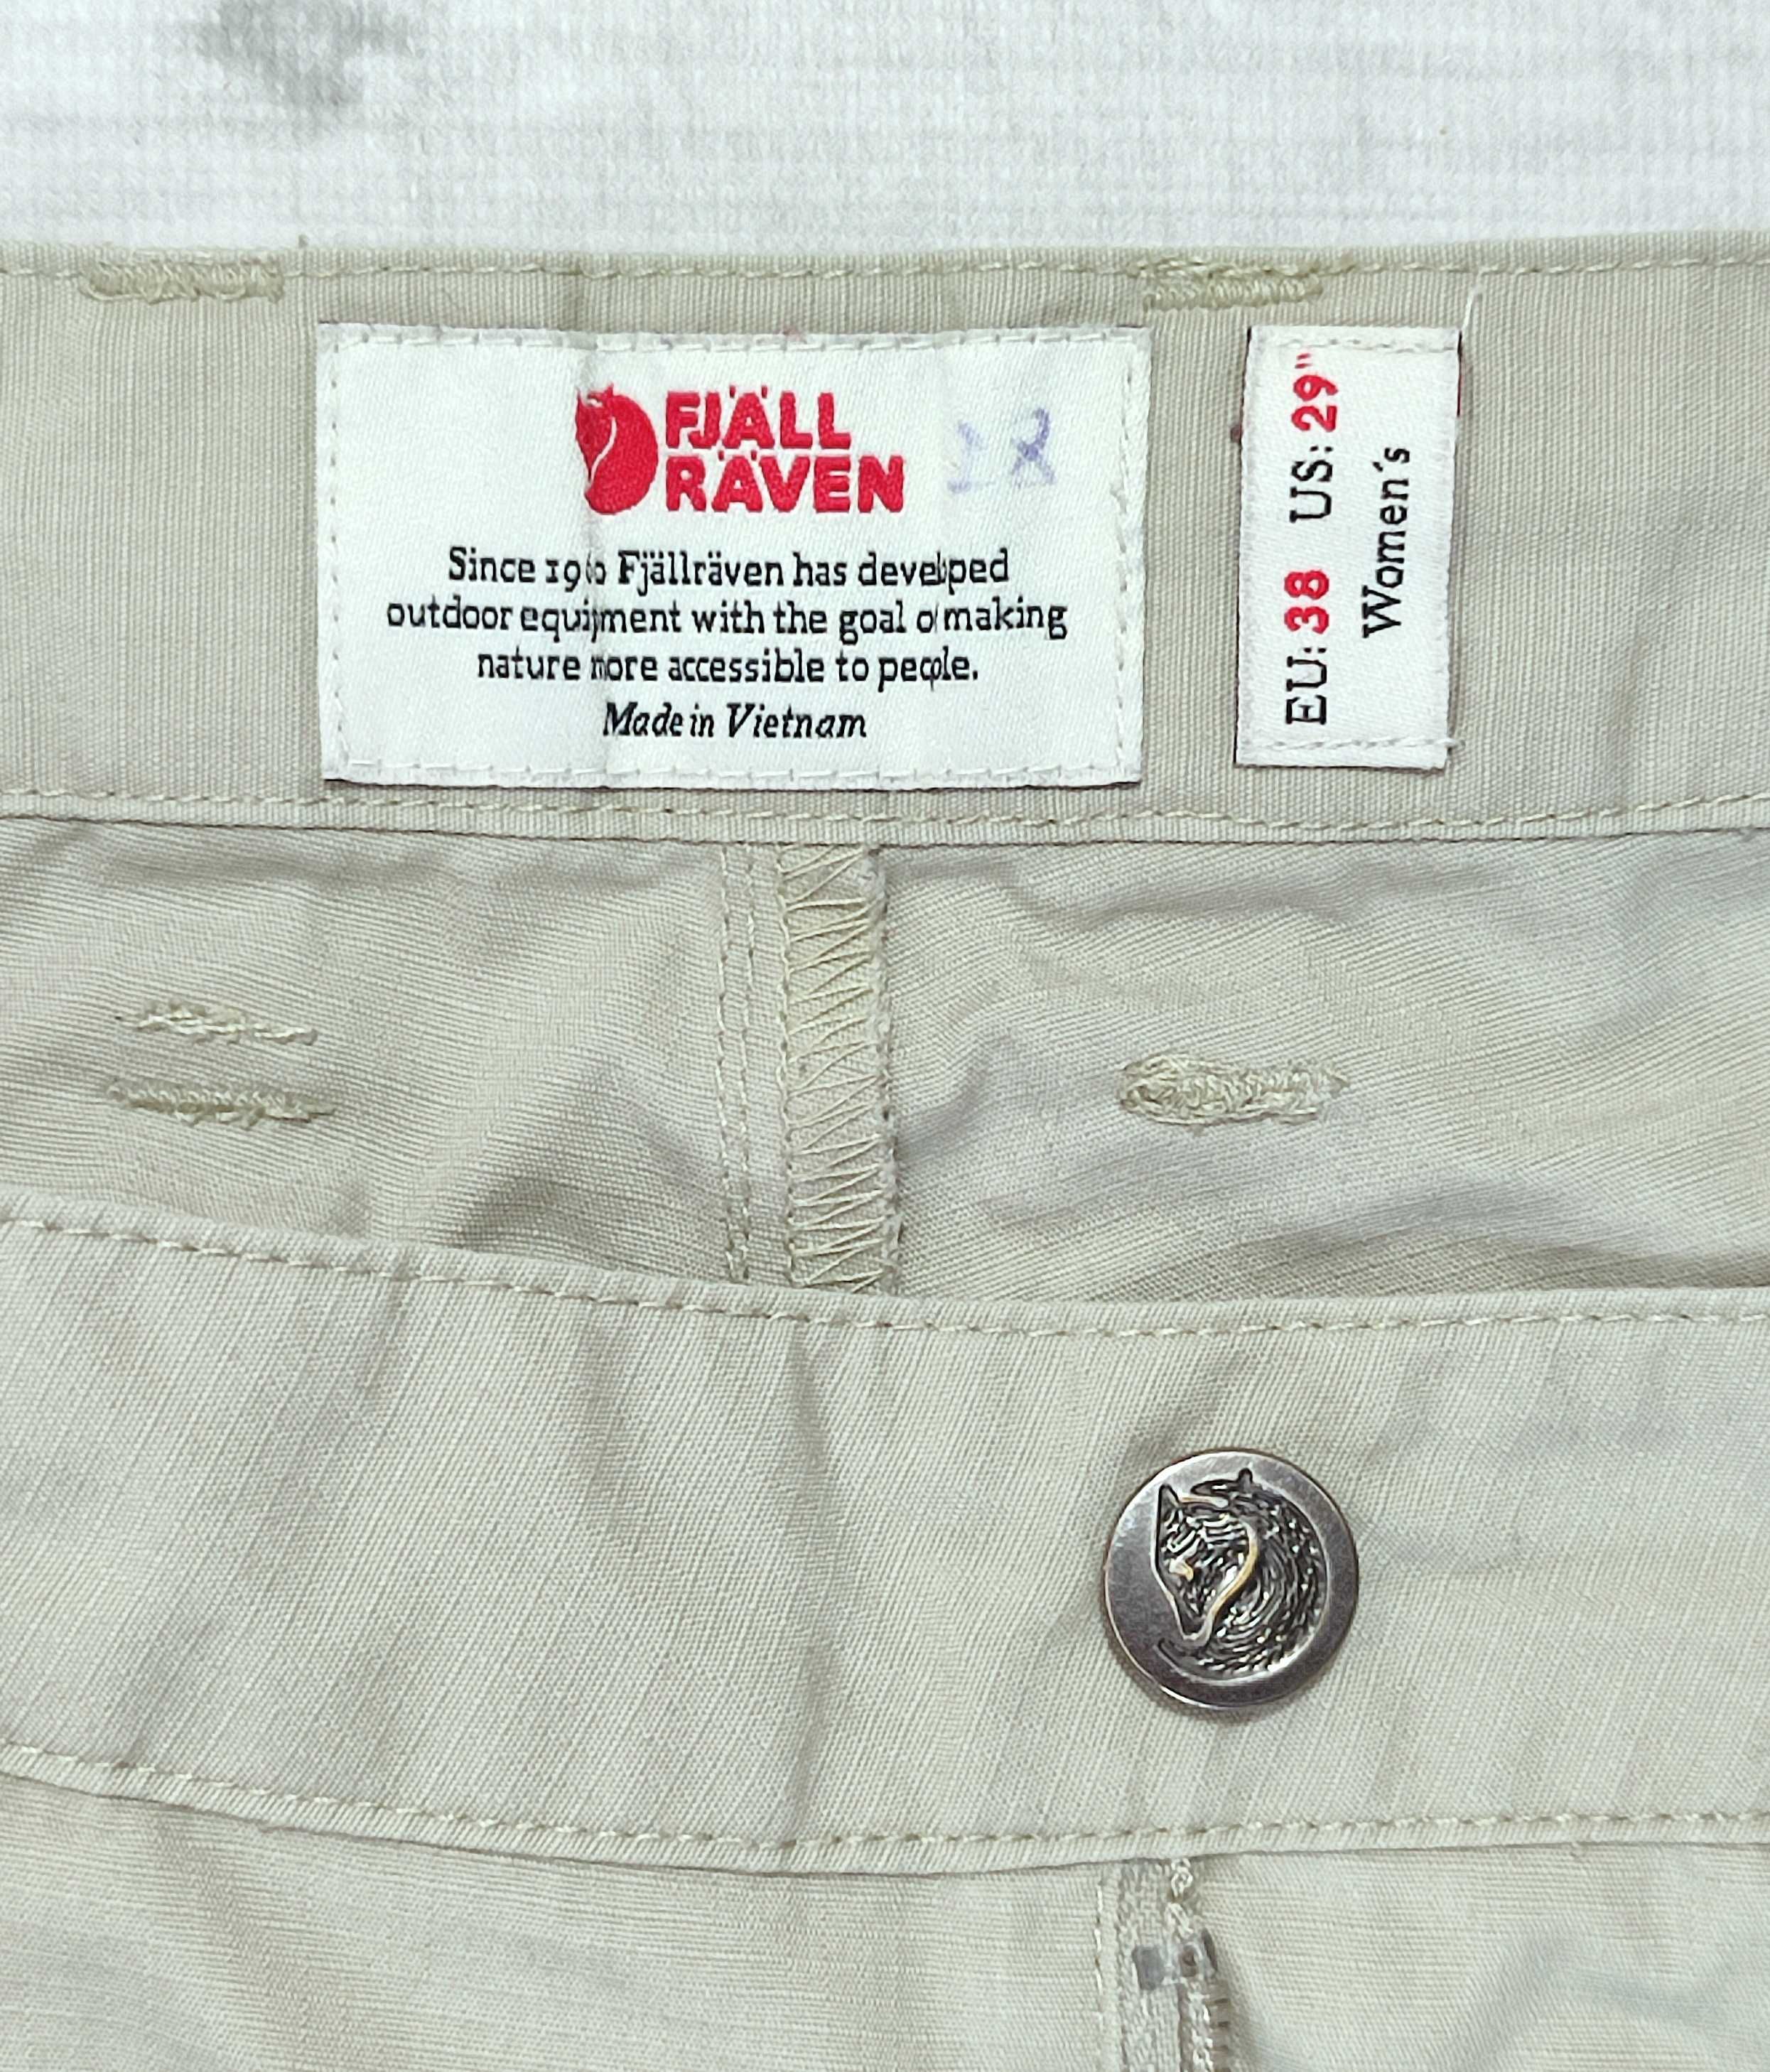 FJÄLL
RÄVEN
Since 1960 Fjällräven has developed
outdoor equipment with the goal of making
nature more accessible to people.
Made in Vietnam
EU: 38 US: 29"
Women´s